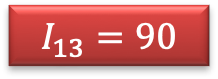 I₁₃ = 90